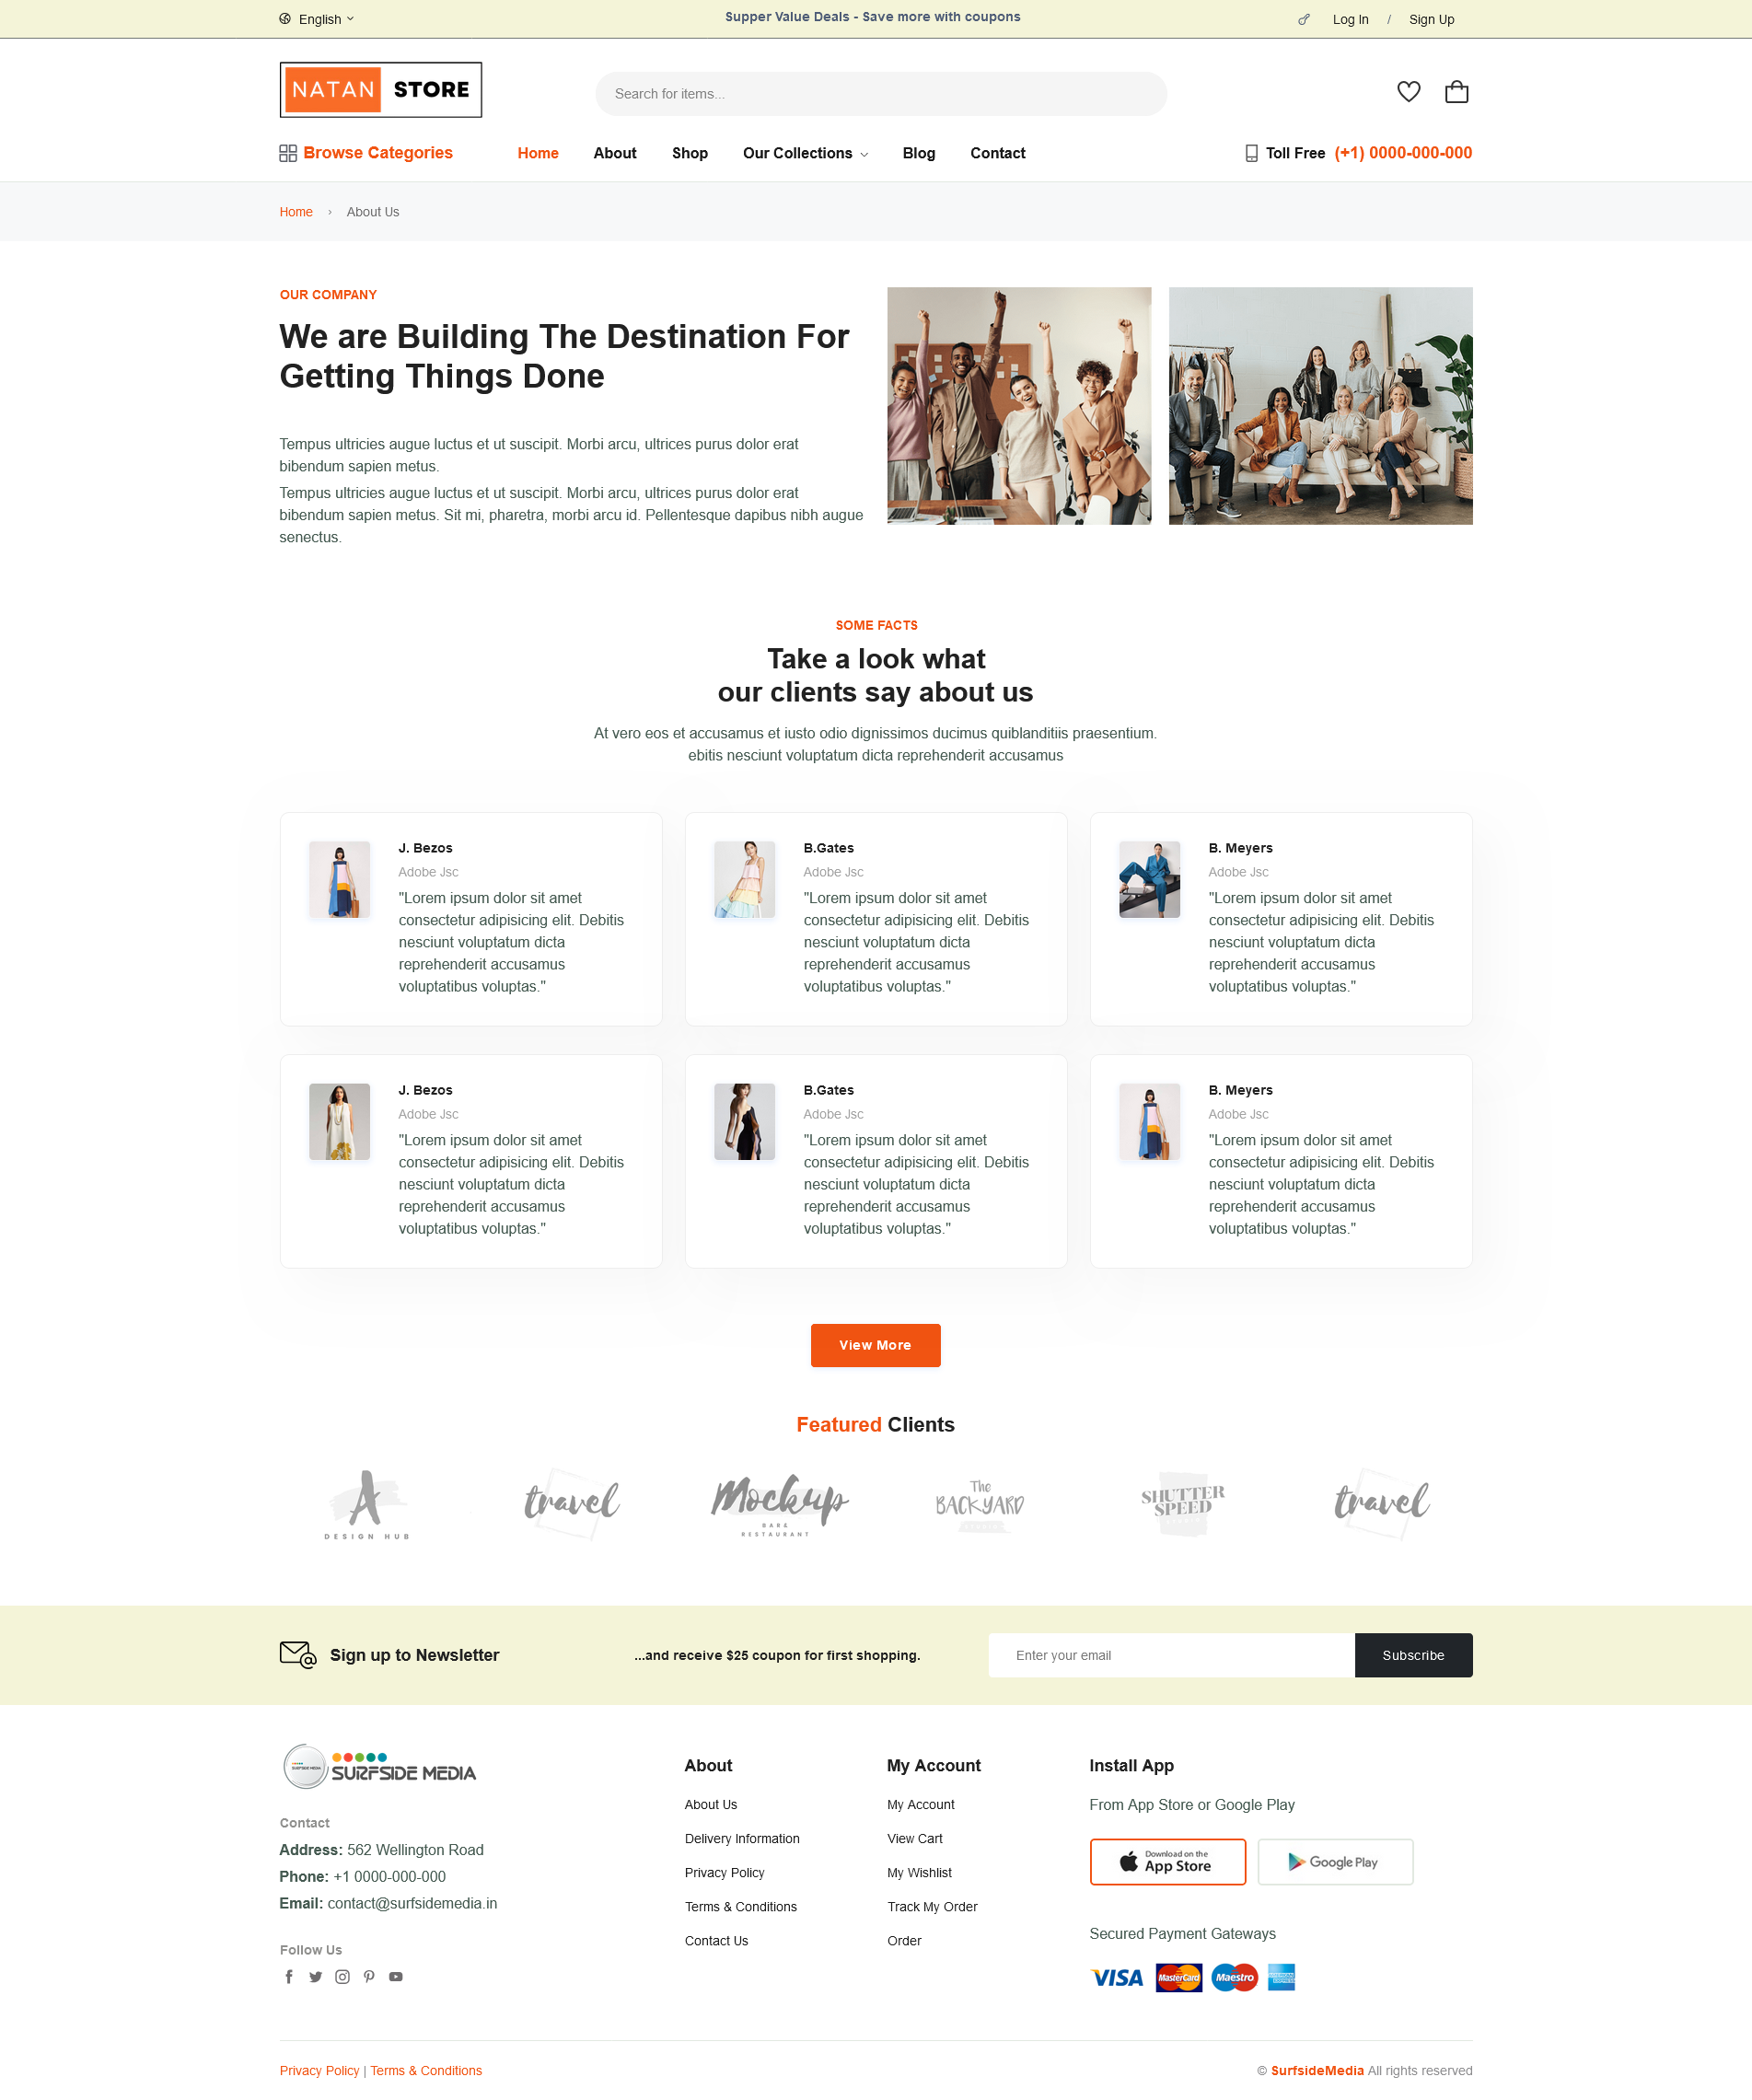 English
Supper Value Deals - Save more with coupons
Log In / Sign Up
NATAN STORE
Search for items...
Browse Categories
Home
About
Shop
Our Collections
Blog
Contact
Toll Free (+1) 0000-000-000
Home › About Us
OUR COMPANY
We are Building The Destination For
Getting Things Done
Tempus ultricies augue luctus et ut suscipit. Morbi arcu, ultrices purus dolor erat
bibendum sapien metus.
Tempus ultricies augue luctus et ut suscipit. Morbi arcu, ultrices purus dolor erat
bibendum sapien metus. Sit mi, pharetra, morbi arcu id. Pellentesque dapibus nibh augue
senectus.
SOME FACTS
Take a look what
our clients say about us
At vero eos et accusamus et iusto odio dignissimos ducimus quiblanditiis praesentium.
ebitis nesciunt voluptatum dicta reprehenderit accusamus
J. Bezos
Adobe Jsc
"Lorem ipsum dolor sit amet
consectetur adipisicing elit. Debitis
nesciunt voluptatum dicta
reprehenderit accusamus
voluptatibus voluptas."
B.Gates
Adobe Jsc
"Lorem ipsum dolor sit amet
consectetur adipisicing elit. Debitis
nesciunt voluptatum dicta
reprehenderit accusamus
voluptatibus voluptas."
B. Meyers
Adobe Jsc
"Lorem ipsum dolor sit amet
consectetur adipisicing elit. Debitis
nesciunt voluptatum dicta
reprehenderit accusamus
voluptatibus voluptas."
J. Bezos
Adobe Jsc
"Lorem ipsum dolor sit amet
consectetur adipisicing elit. Debitis
nesciunt voluptatum dicta
reprehenderit accusamus
voluptatibus voluptas."
B.Gates
Adobe Jsc
"Lorem ipsum dolor sit amet
consectetur adipisicing elit. Debitis
nesciunt voluptatum dicta
reprehenderit accusamus
voluptatibus voluptas."
B. Meyers
Adobe Jsc
"Lorem ipsum dolor sit amet
consectetur adipisicing elit. Debitis
nesciunt voluptatum dicta
reprehenderit accusamus
voluptatibus voluptas."
View More
Featured Clients
A
DESIGN HUB
travel
Mockup
BAR &
RESTAURANT
The
BACKYARD
SHUTTER
SPEED
travel
Sign up to Newsletter
...and receive $25 coupon for first shopping.
Enter your email
Subscribe
SURFSIDE MEDIA
SURFSIDE MEDIA
Contact
Address: 562 Wellington Road
Phone: +1 0000-000-000
Email: contact@surfsidemedia.in
Follow Us
About
About Us
Delivery Information
Privacy Policy
Terms & Conditions
Contact Us
My Account
My Account
View Cart
My Wishlist
Track My Order
Order
Install App
From App Store or Google Play
Download on the
App Store
Google Play
Secured Payment Gateways
VISA
MasterCard
Maestro
AMERICAN EXPRESS
Privacy Policy | Terms & Conditions
© SurfsideMedia All rights reserved